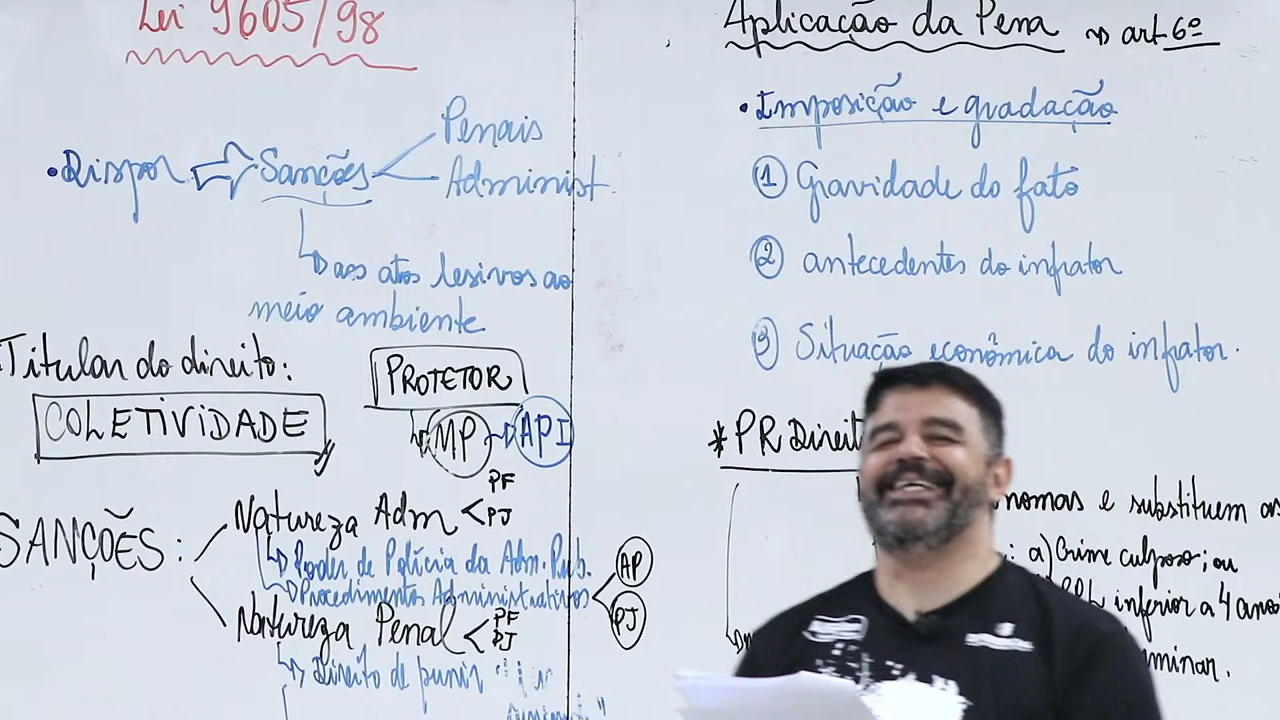 Lei 9605/98
• Dispor Sanções Penais
Administ.
aos atos lesivos ao
meio ambiente
Titular do direito:
COLETIVIDADE
PROTETOR
MP API
SANÇÕES:
Natureza Adm PF
PJ
Poder de Polícia da Adm. Pub.
Procedimentos Administrativos AP
PJ
Natureza Penal PF
PJ
Direito de punir
Aplicação da Pena art 6º
• Imposição e gradação
1 Gravidade do fato
2 antecedentes do infrator
3 Situação econômica do infrator.
* PR Direit
nomas e substituem as
: a) Crime culposo; ou
inferior a 4 anos
minar.